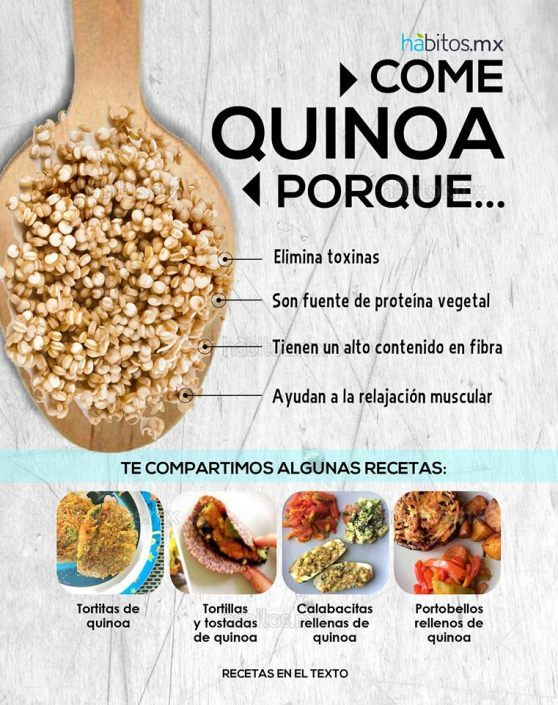 hábitos.mx
COME
QUINOA
PORQUE...
Elimina toxinas
Son fuente de proteína vegetal
Tienen un alto contenido en fibra
Ayudan a la relajación muscular
TE COMPARTIMOS ALGUNAS RECETAS:
Tortitas de
quinoa
Tortillas
y tostadas
de quinoa
Calabacitas
rellenas de
quinoa
Portobellos
rellenos de
quinoa
RECETAS EN EL TEXTO